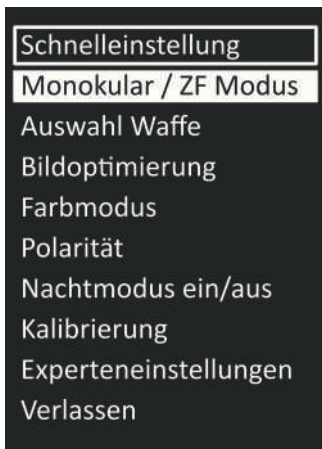 Schnelleinstellung
Monokular / ZF Modus
Auswahl Waffe
Bildoptimierung
Farbmodus
Polarität
Nachtmodus ein/aus
Kalibrierung
Experteneinstellungen
Verlassen